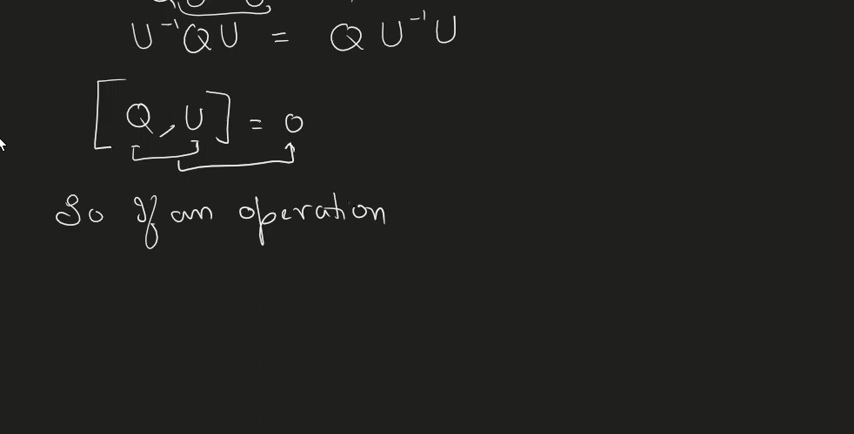 U⁻¹QU = QU⁻¹U
[Q, U] = 0
So If an operation